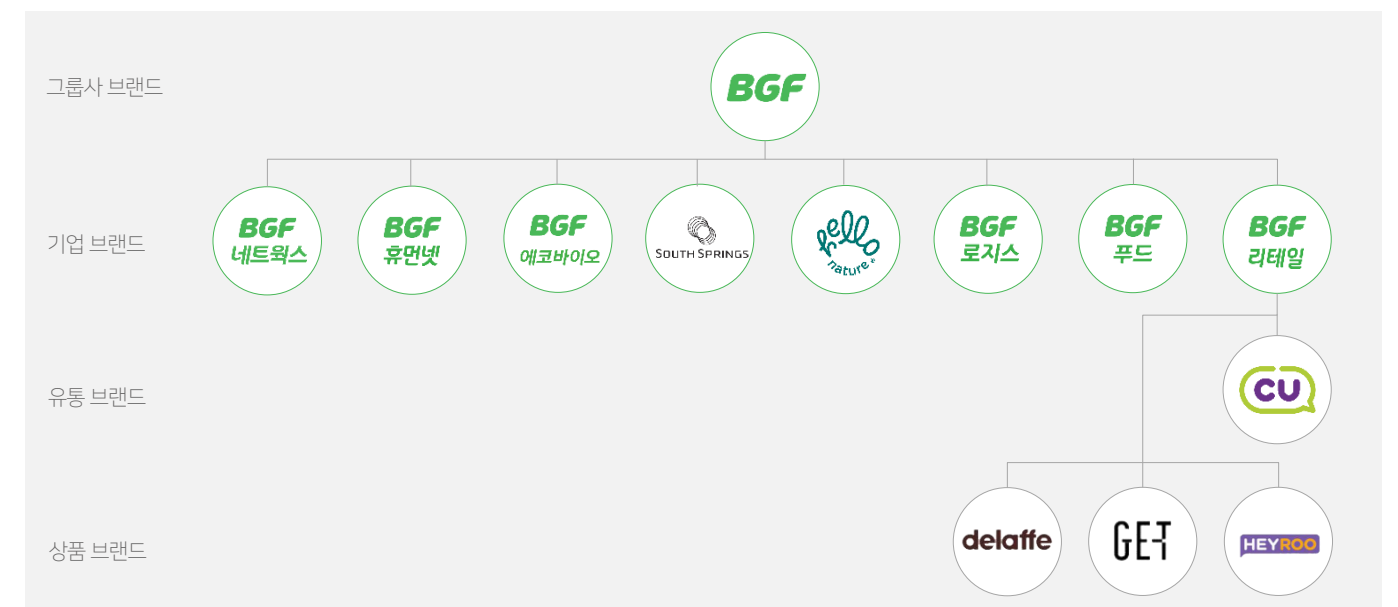 그룹사 브랜드
BGF
기업 브랜드
BGF
네트웍스
BGF
휴먼넷
BGF
에코바이오
SOUTH SPRINGS
hello
nature
BGF
로지스
BGF
푸드
BGF
리테일
유통 브랜드
CU
상품 브랜드
delaffe
GET
HEYROO